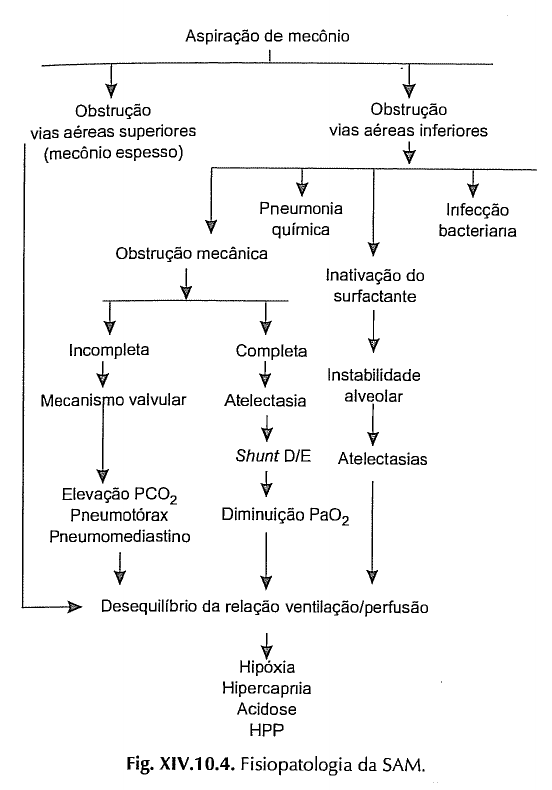 Aspiração de mecônio
Obstrução
vias aéreas superiores
(mecônio espesso)
Obstrução
vias aéreas inferiores
Pneumonia
química
Infecção
bacteriana
Obstrução mecânica
Inativação do
surfactante
Incompleta
Completa
Instabilidade
alveolar
Mecanismo valvular
Atelectasia
Shunt D/E
Atelectasias
Elevação PCO₂
Pneumotórax
Pneumomediastino
Diminuição PaO₂
Desequilíbrio da relação ventilação/perfusão
Hipóxia
Hipercapnia
Acidose
HPP
Fig. XIV.10.4. Fisiopatologia da SAM.